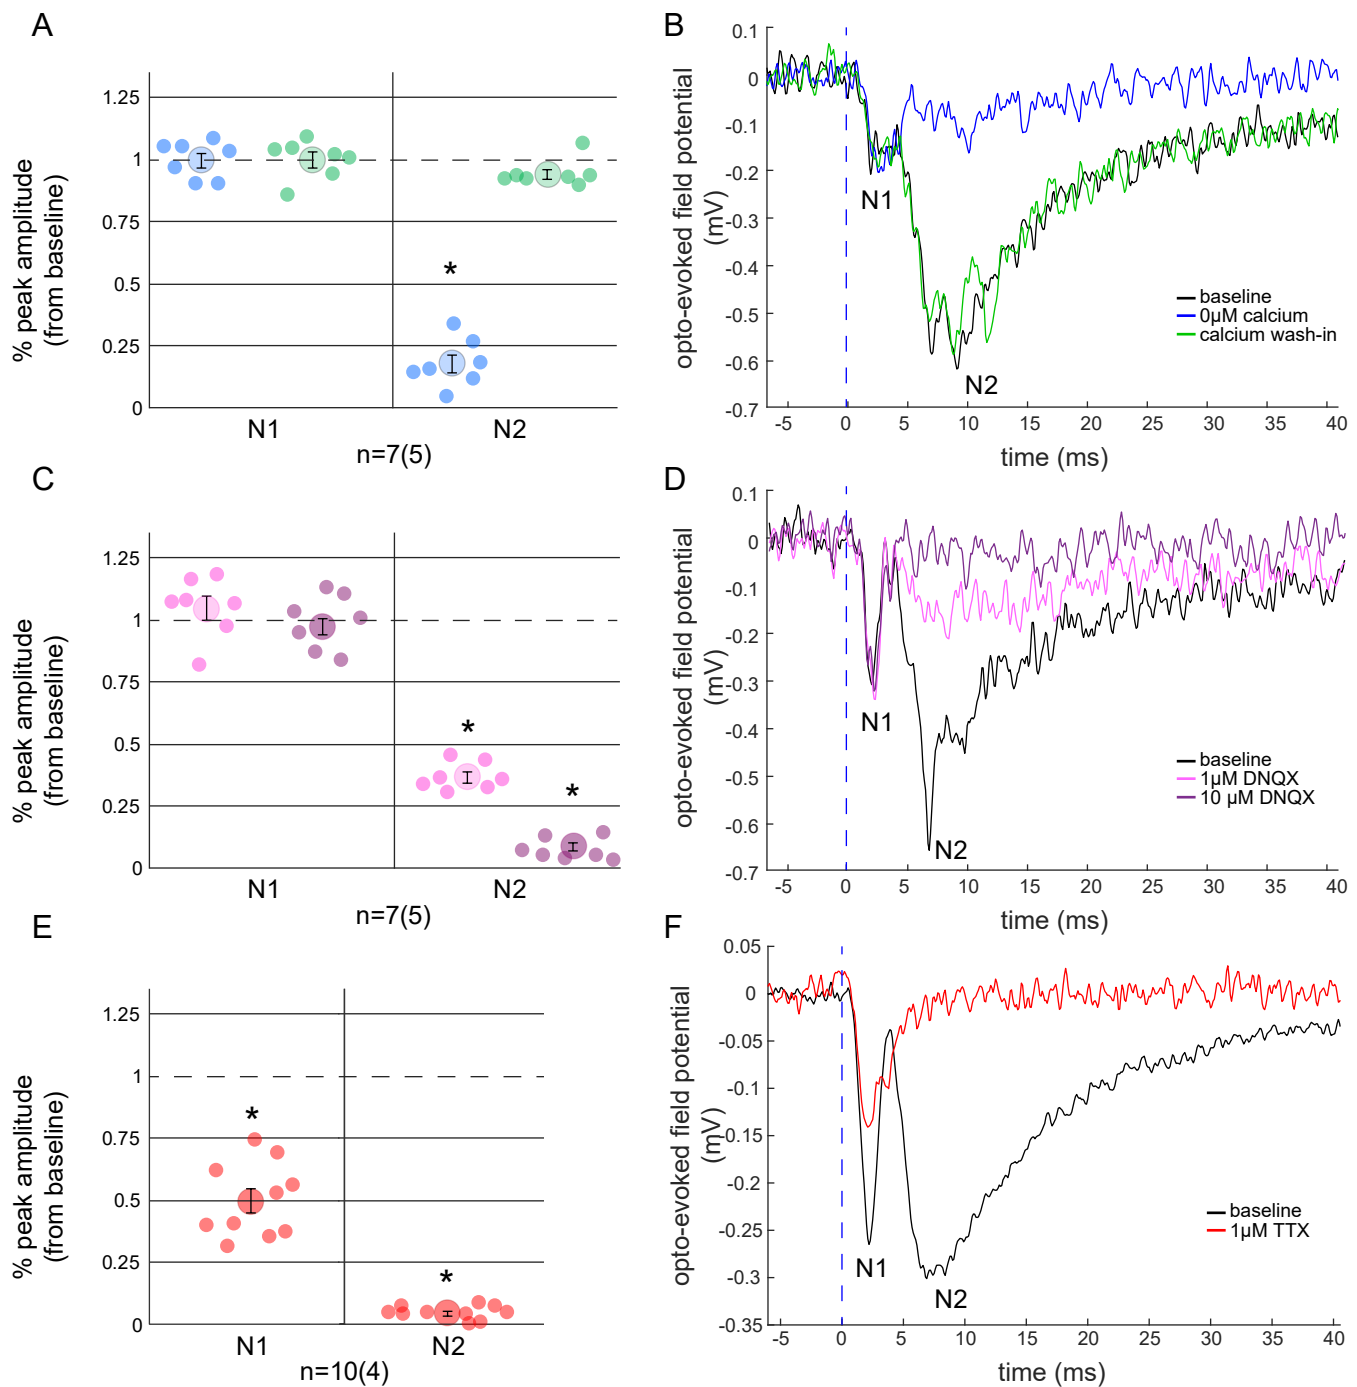 A
% peak amplitude
(from baseline)
1.25
1
0.75
0.5
0.25
0
*
N1
N2
n=7(5)
B
opto-evoked field potential
(mV)
0.1
0
-0.1
-0.2
-0.3
-0.4
-0.5
-0.6
-0.7
N1
N2
baseline
0µM calcium
calcium wash-in
-5 0 5 10 15 20 25 30 35 40
time (ms)
C
% peak amplitude
(from baseline)
1.25
1
0.75
0.5
0.25
0
*
*
N1
N2
n=7(5)
D
opto-evoked field potential
(mV)
0.1
0
-0.1
-0.2
-0.3
-0.4
-0.5
-0.6
-0.7
N1
N2
baseline
1µM DNQX
10 µM DNQX
-5 0 5 10 15 20 25 30 35 40
time (ms)
E
% peak amplitude
(from baseline)
1.25
1
0.75
0.5
0.25
0
*
*
N1
N2
n=10(4)
F
opto-evoked field potential
(mV)
0.05
0
-0.05
-0.1
-0.15
-0.2
-0.25
-0.3
-0.35
N1
N2
baseline
1µM TTX
-5 0 5 10 15 20 25 30 35 40
time (ms)